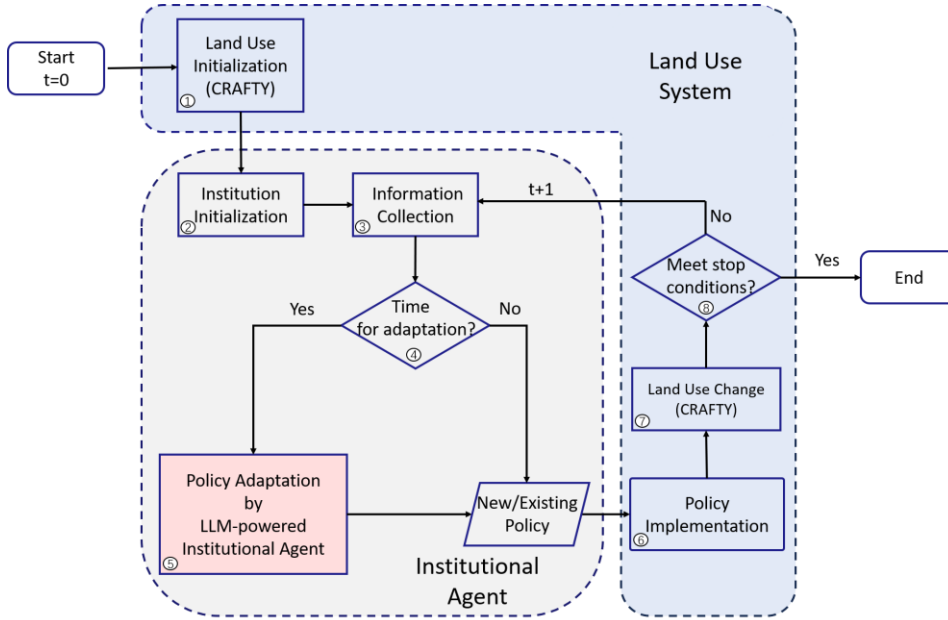 Start
t=0
Land Use
Initialization
(CRAFTY)
①
Land Use
System
Institution
Initialization
②
Information
Collection
③
t+1
No
Meet stop
conditions?
⑧
Yes
End
Time
for adaptation?
④
Yes
No
Land Use Change
(CRAFTY)
⑦
Policy Adaptation
by
LLM-powered
Institutional Agent
⑤
New/Existing
Policy
Policy
Implementation
⑥
Institutional
Agent